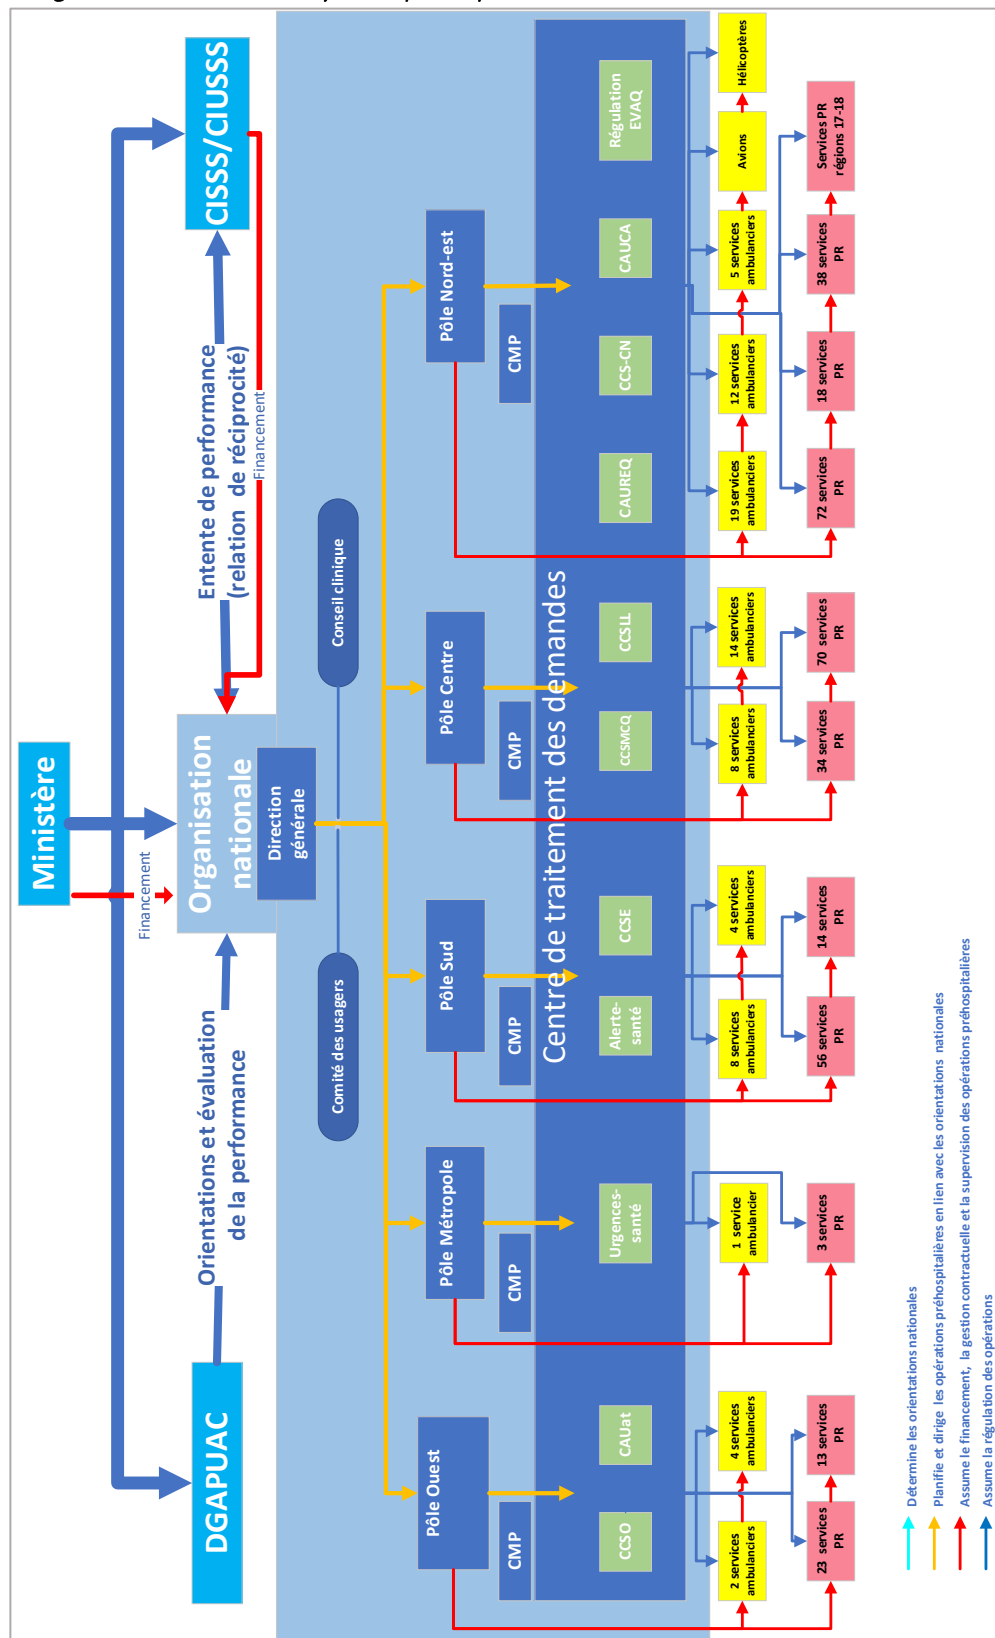 Ministère
DGAPUAC
CISSS/CIUSSS
Financement
Orientations et évaluation
de la performance
Entente de performance
(relation de réciprocité)
Financement
Organisation
nationale
Direction
générale
Comité des usagers
Conseil clinique
Pôle Ouest
Pôle Métropole
Pôle Sud
Pôle Centre
Pôle Nord-est
CMP
CMP
CMP
CMP
CMP
Centre de traitement des demandes
CCSO
CAUat
Urgences-
santé
Alerte-
santé
CCSE
CCSMCQ
CCSLL
CAUREQ
CCS-CN
CAUCA
Régulation
EVAQ
2 services
ambulanciers
4 services
ambulanciers
1 service
ambulancier
8 services
ambulanciers
4 services
ambulanciers
8 services
ambulanciers
14 services
ambulanciers
19 services
ambulanciers
12 services
ambulanciers
5 services
ambulanciers
Avions
Hélicoptères
23 services
PR
13 services
PR
3 services
PR
56 services
PR
14 services
PR
34 services
PR
70 services
PR
72 services
PR
18 services
PR
38 services
PR
Services PR
régions 17-18
Détermine les orientations nationales
Planifie et dirige les opérations préhospitalières en lien avec les orientations nationales
Assume le financement, la gestion contractuelle et la supervision des opérations préhospitalières
Assume la régulation des opérations